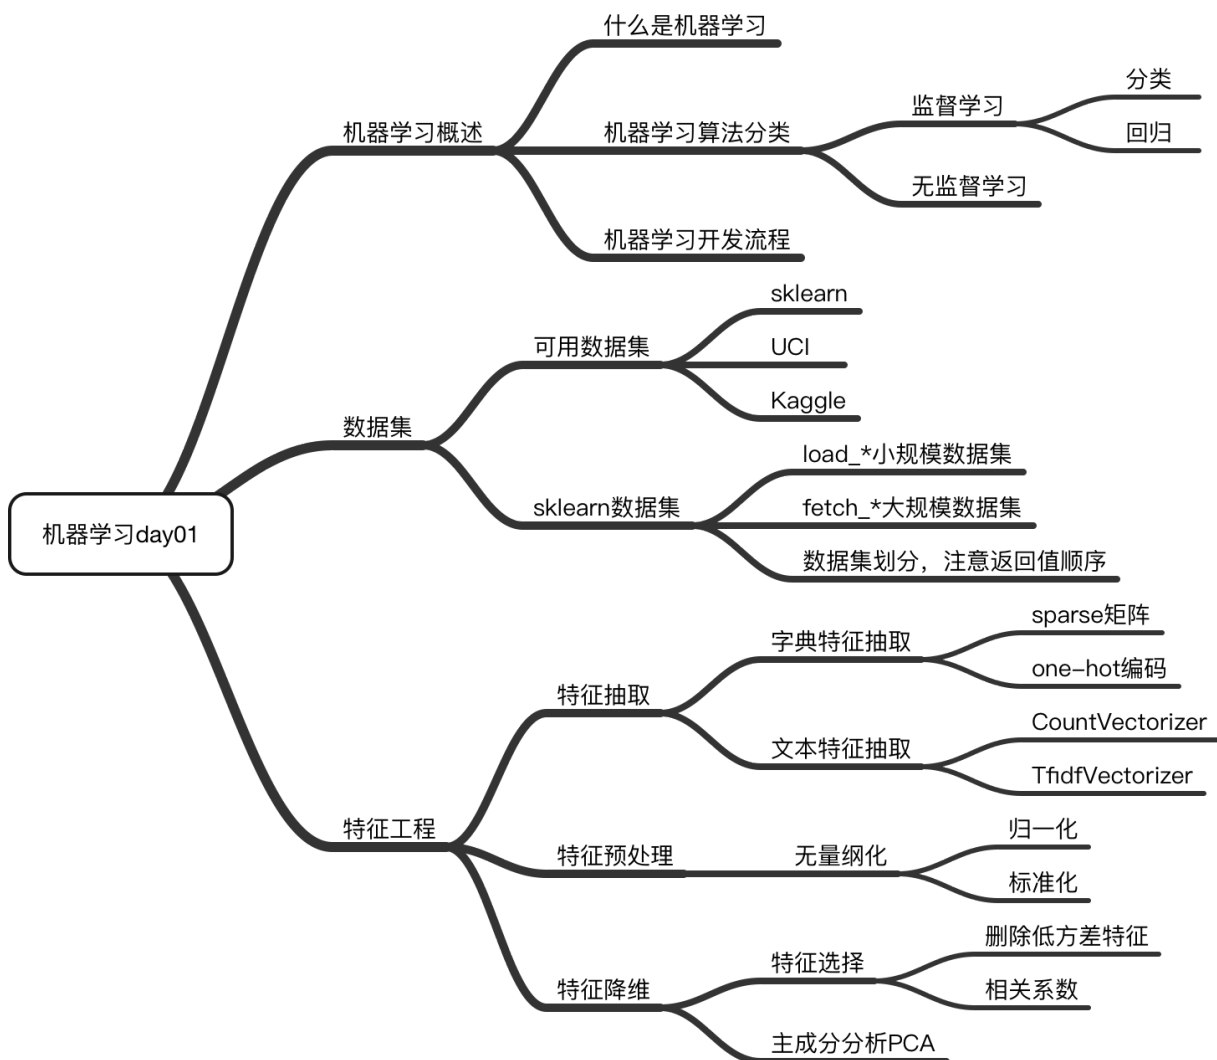 什么是机器学习
分类
监督学习
机器学习概述
机器学习算法分类
回归
无监督学习
机器学习开发流程
sklearn
可用数据集
UCI
Kaggle
数据集
load_*小规模数据集
sklearn数据集
fetch_*大规模数据集
机器学习day01
数据集划分，注意返回值顺序
sparse矩阵
字典特征抽取
one-hot编码
特征抽取
CountVectorizer
文本特征抽取
TfidfVectorizer
特征工程
归一化
特征预处理
无量纲化
标准化
删除低方差特征
特征选择
特征降维
相关系数
主成分分析PCA